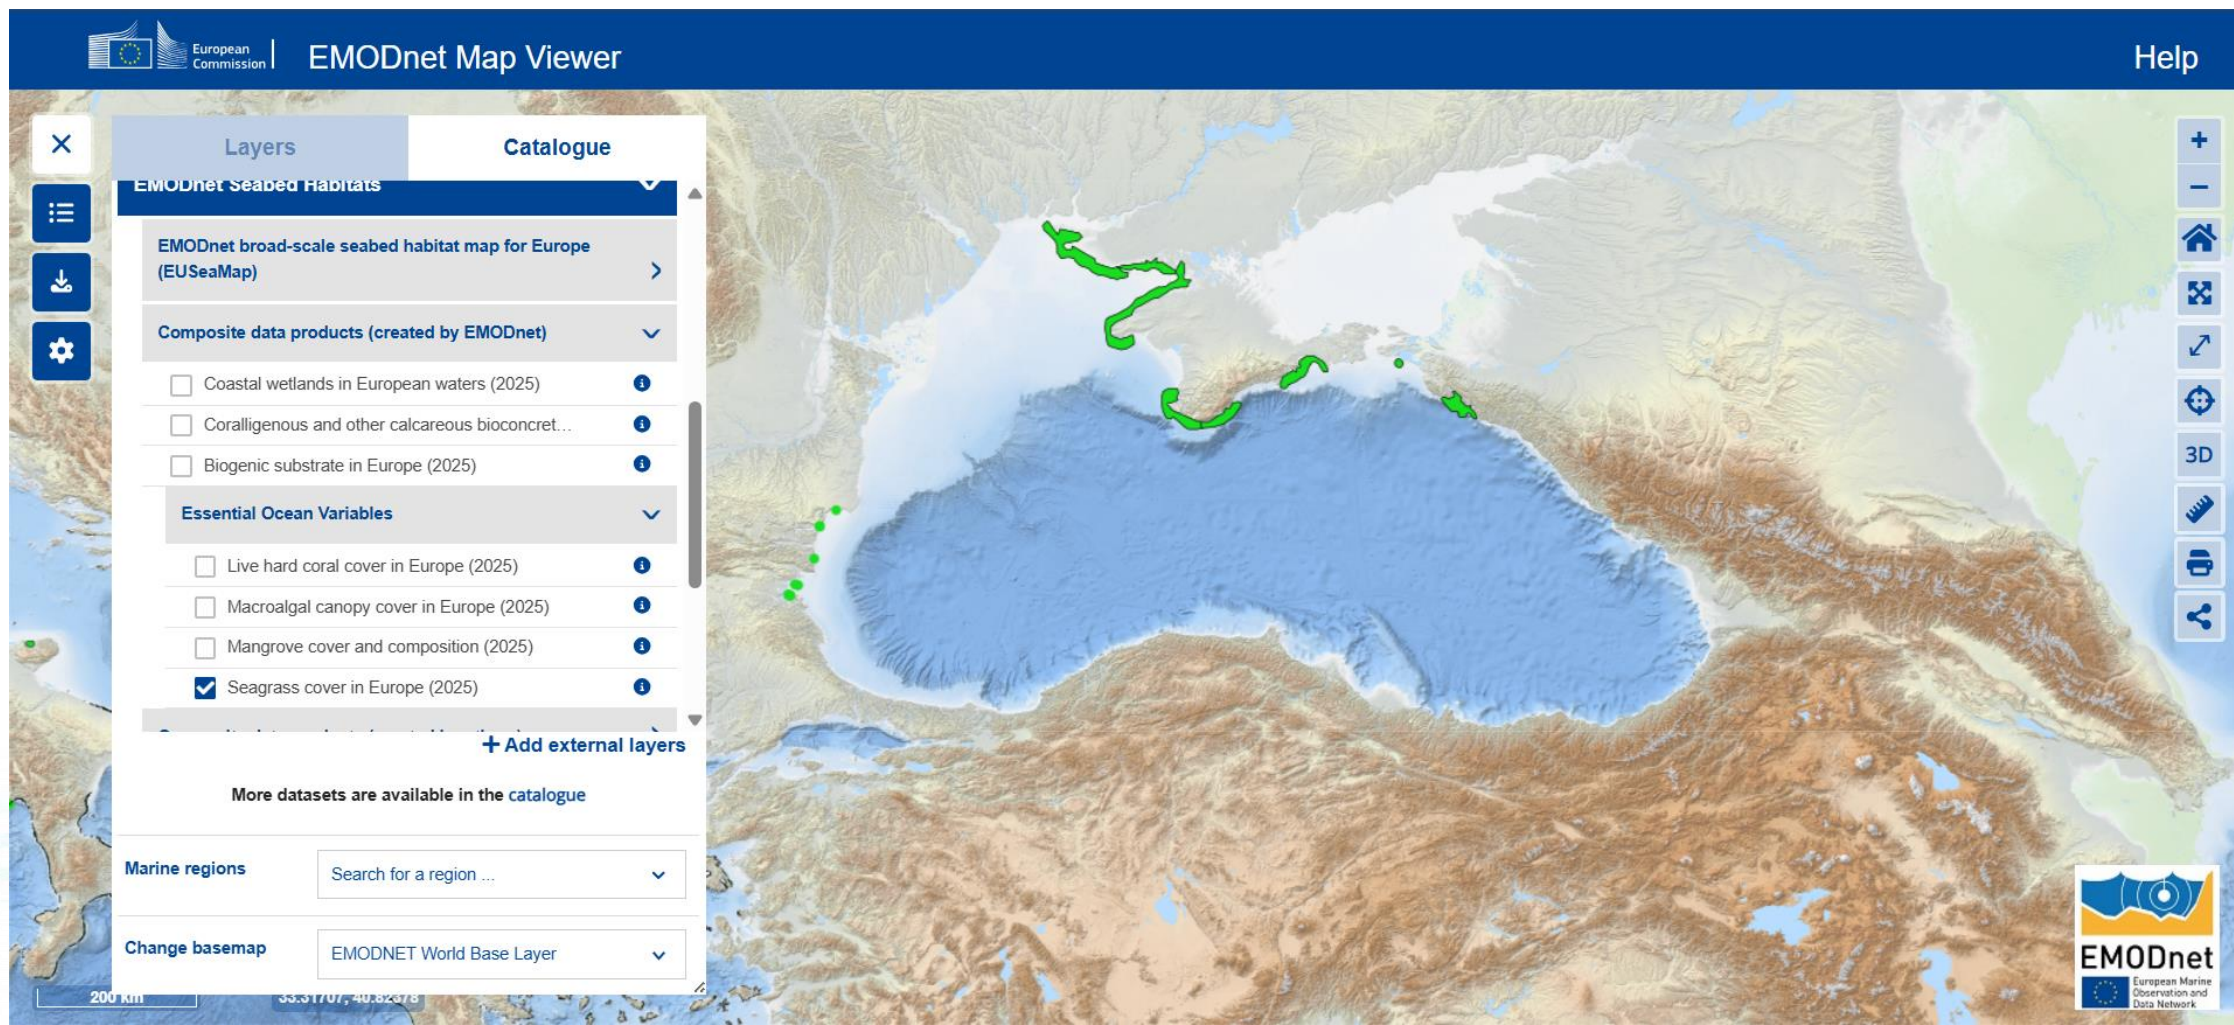 European
Commission
EMODnet Map Viewer
Help
Layers
Catalogue
EMODnet Seabed Habitats
EMODnet broad-scale seabed habitat map for Europe
(EUSeaMap)
Composite data products (created by EMODnet)
Coastal wetlands in European waters (2025)
Coralligenous and other calcareous bioconcret...
Biogenic substrate in Europe (2025)
Essential Ocean Variables
Live hard coral cover in Europe (2025)
Macroalgal canopy cover in Europe (2025)
Mangrove cover and composition (2025)
Seagrass cover in Europe (2025)
+ Add external layers
More datasets are available in the catalogue
Marine regions
Search for a region ...
Change basemap
EMODNET World Base Layer
200 km
33.31707, 40.82378
3D
EMODnet
European Marine
Observation and
Data Network